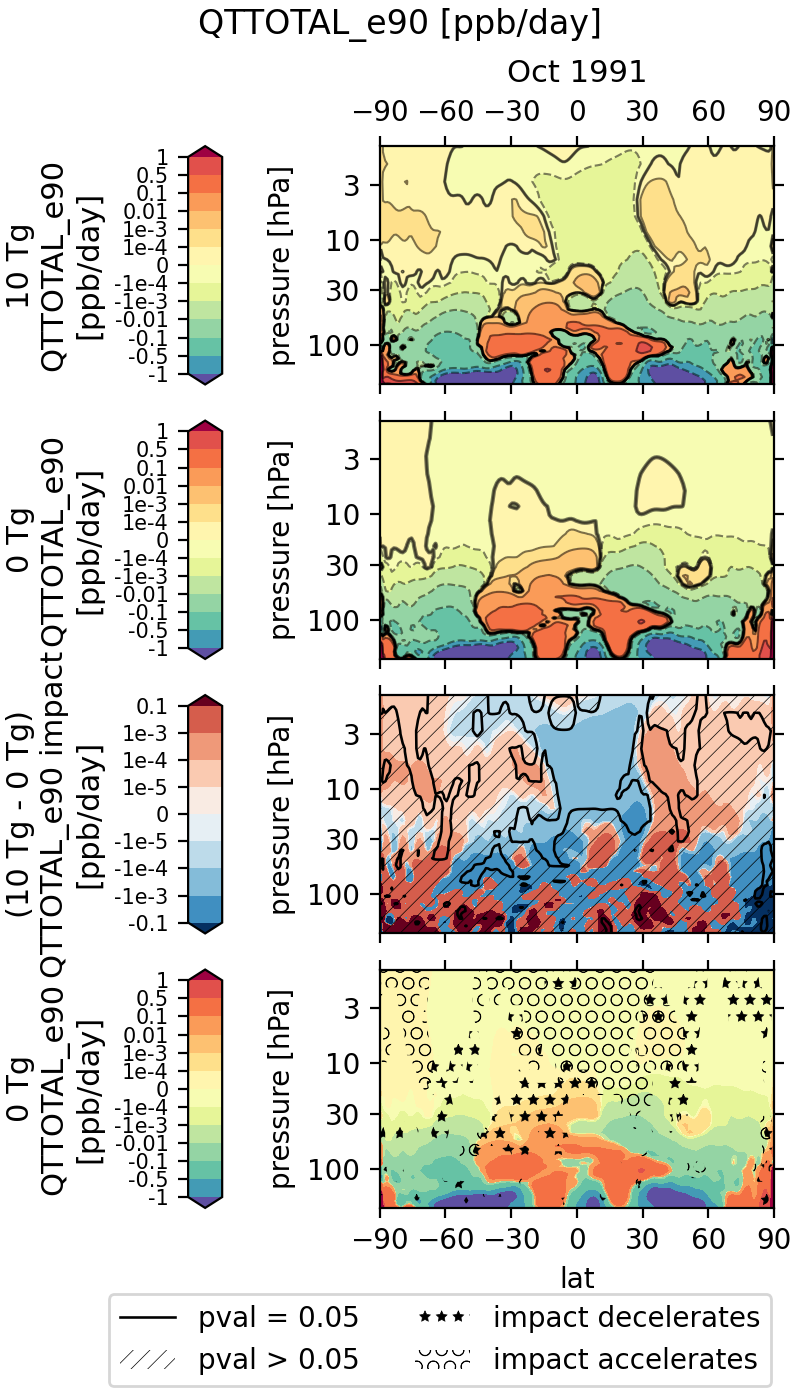 QTTOTAL_e90 [ppb/day]
Oct 1991
−90 −60 −30 0 30 60 90
10 Tg
QTTOTAL_e90
[ppb/day]
1
0.5
0.1
0.01
1e-3
1e-4
0
-1e-4
-1e-3
-0.01
-0.1
-0.5
-1
pressure [hPa]
3
10
30
100
0 Tg
QTTOTAL_e90
[ppb/day]
1
0.5
0.1
0.01
1e-3
1e-4
0
-1e-4
-1e-3
-0.01
-0.1
-0.5
-1
pressure [hPa]
3
10
30
100
(10 Tg - 0 Tg)
QTTOTAL_e90 impact
[ppb/day]
0.1
1e-3
1e-4
1e-5
0
-1e-5
-1e-4
-1e-3
-0.1
pressure [hPa]
3
10
30
100
0 Tg
QTTOTAL_e90
[ppb/day]
1
0.5
0.1
0.01
1e-3
1e-4
0
-1e-4
-1e-3
-0.01
-0.1
-0.5
-1
pressure [hPa]
3
10
30
100
−90 −60 −30 0 30 60 90
lat
pval = 0.05
pval > 0.05
impact decelerates
impact accelerates